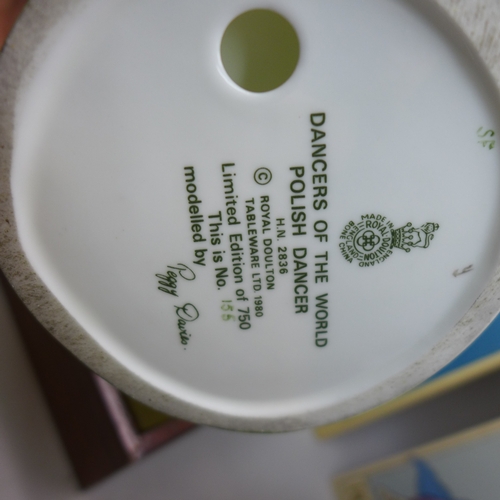 MADE IN ENGLAND
ROYAL DOULTON
BONE CHINA
DANCERS OF THE WORLD
POLISH DANCER
H.N. 2836
© ROYAL DOULTON
TABLEWARE LTD. 1980
Limited Edition of 750
This is No. 155
modelled by
Peggy Davies.